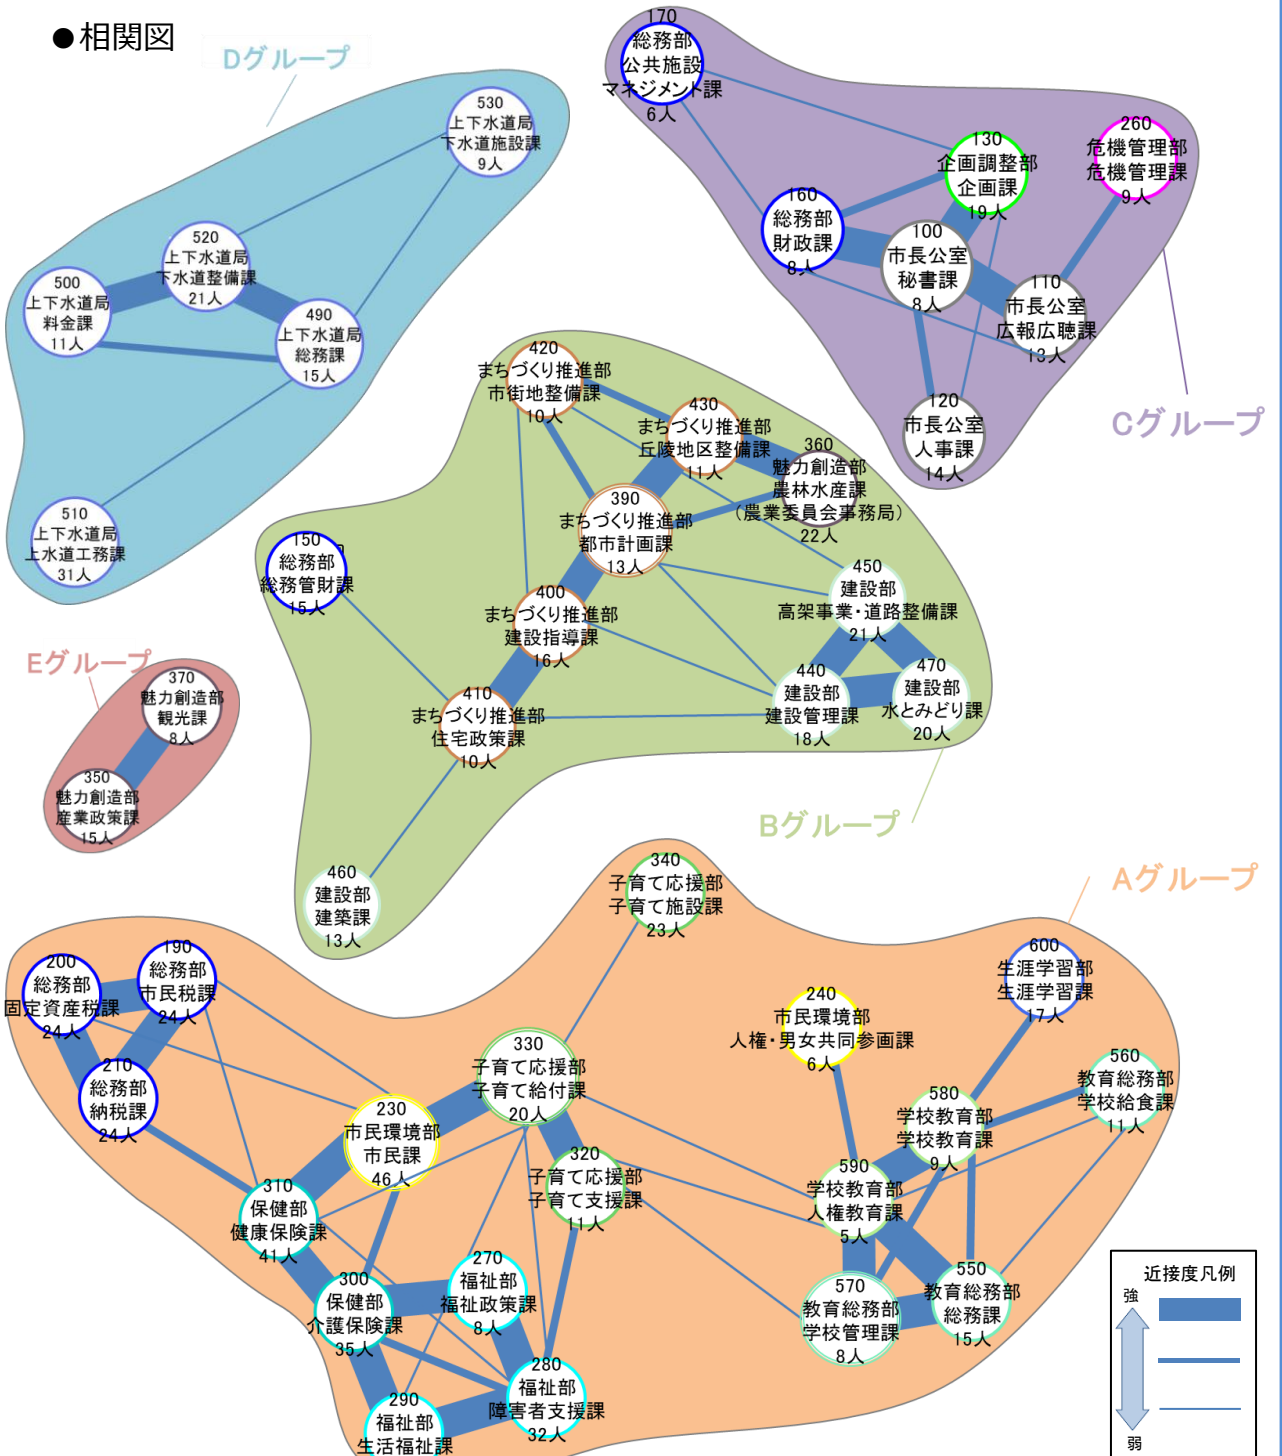 ●相関図
Dグループ
530
上下水道局
下水道施設課
9人
520
上下水道局
下水道整備課
21人
500
上下水道局
料金課
11人
490
上下水道局
総務課
15人
510
上下水道局
上水道工務課
31人
170
総務部
公共施設
マネジメント課
6人
130
企画調整部
企画課
19人
260
危機管理部
危機管理課
9人
160
総務部
財政課
8人
100
市長公室
秘書課
8人
110
市長公室
広報広聴課
13人
120
市長公室
人事課
14人
Cグループ
420
まちづくり推進部
市街地整備課
10人
430
まちづくり推進部
丘陵地区整備課
11人
360
魅力創造部
農林水産課
(農業委員会事務局)
22人
390
まちづくり推進部
都市計画課
13人
150
総務部
総務管財課
15人
400
まちづくり推進部
建設指導課
16人
450
建設部
高架事業・道路整備課
21人
440
建設部
建設管理課
18人
470
建設部
水とみどり課
20人
410
まちづくり推進部
住宅政策課
10人
460
建設部
建築課
13人
Bグループ
Eグループ
370
魅力創造部
観光課
8人
350
魅力創造部
産業政策課
15人
Aグループ
340
子育て応援部
子育て施設課
23人
200
総務部
固定資産税課
24人
190
総務部
市民税課
24人
210
総務部
納税課
24人
240
市民環境部
人権・男女共同参画課
6人
600
生涯学習部
生涯学習課
17人
330
子育て応援部
子育て給付課
20人
230
市民環境部
市民課
46人
560
教育総務部
学校給食課
11人
580
学校教育部
学校教育課
9人
320
子育て応援部
子育て支援課
11人
590
学校教育部
人権教育課
5人
310
保健部
健康保険課
41人
300
保健部
介護保険課
35人
270
福祉部
福祉政策課
8人
570
教育総務部
学校管理課
8人
550
教育総務部
総務課
15人
280
福祉部
障害者支援課
32人
290
福祉部
生活福祉課
近接度凡例
強
弱